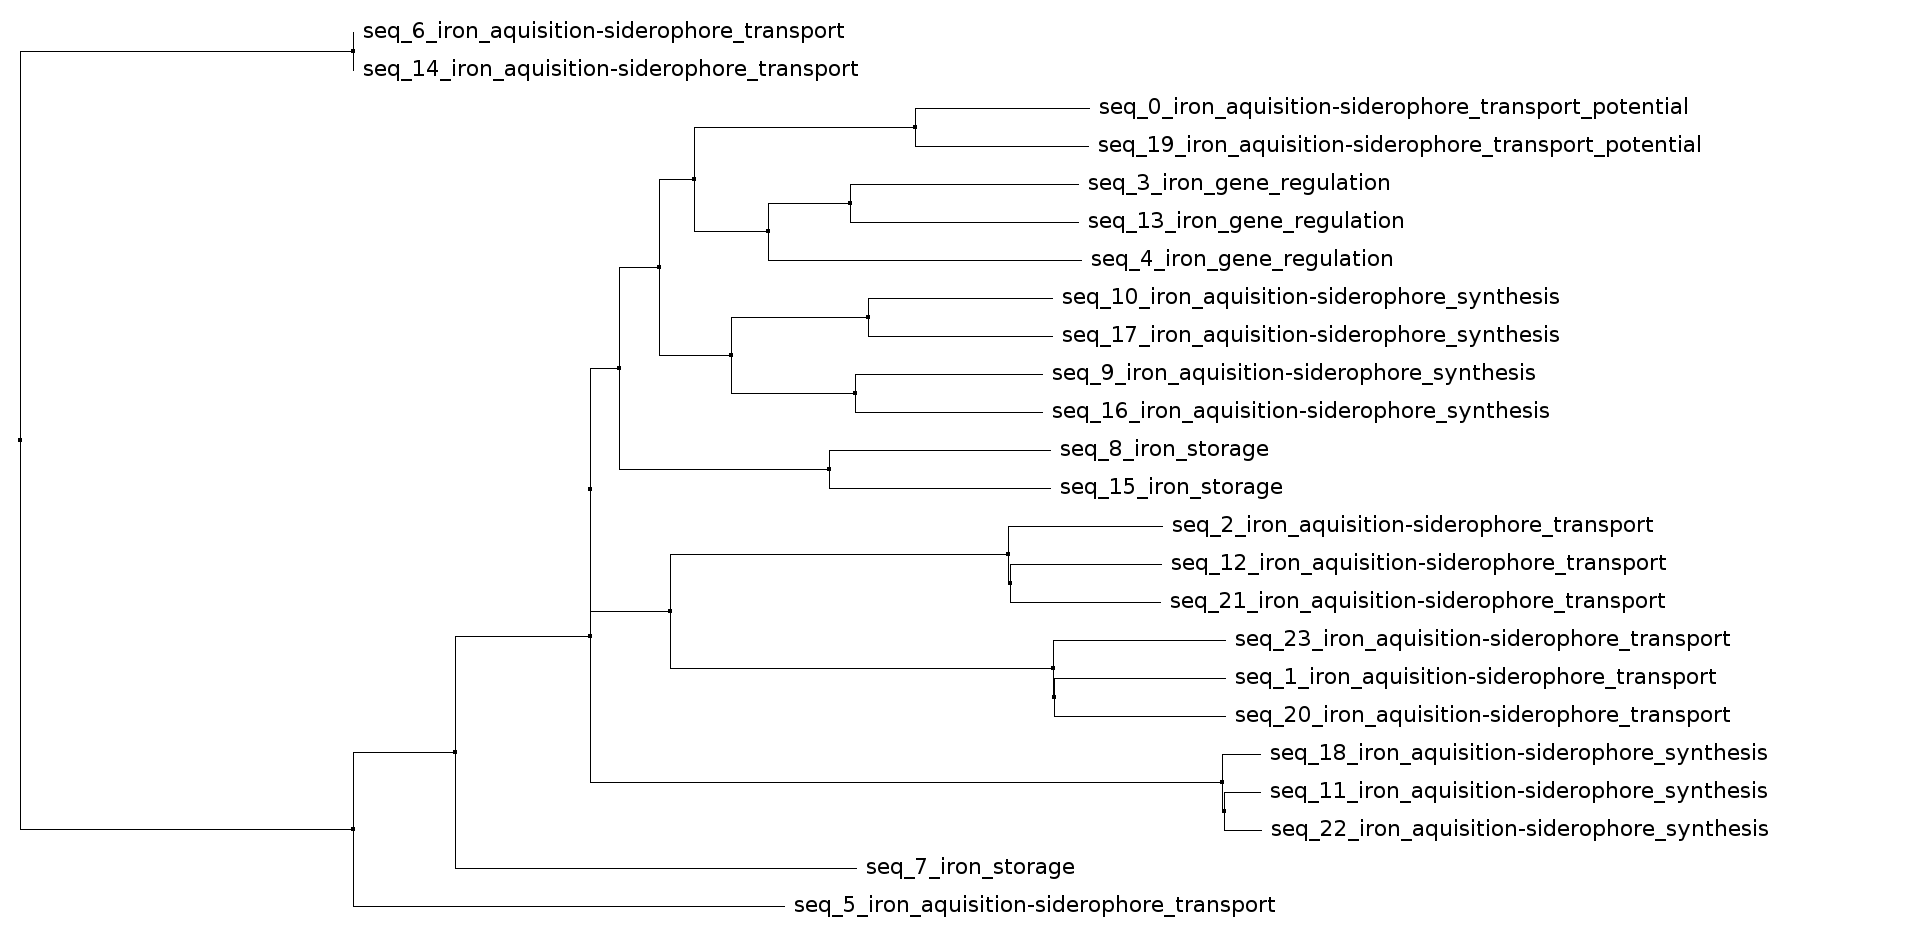 seq_6_iron_aquisition-siderophore_transport
seq_14_iron_aquisition-siderophore_transport
seq_0_iron_aquisition-siderophore_transport_potential
seq_19_iron_aquisition-siderophore_transport_potential
seq_3_iron_gene_regulation
seq_13_iron_gene_regulation
seq_4_iron_gene_regulation
seq_10_iron_aquisition-siderophore_synthesis
seq_17_iron_aquisition-siderophore_synthesis
seq_9_iron_aquisition-siderophore_synthesis
seq_16_iron_aquisition-siderophore_synthesis
seq_8_iron_storage
seq_15_iron_storage
seq_2_iron_aquisition-siderophore_transport
seq_12_iron_aquisition-siderophore_transport
seq_21_iron_aquisition-siderophore_transport
seq_23_iron_aquisition-siderophore_transport
seq_1_iron_aquisition-siderophore_transport
seq_20_iron_aquisition-siderophore_transport
seq_18_iron_aquisition-siderophore_synthesis
seq_11_iron_aquisition-siderophore_synthesis
seq_22_iron_aquisition-siderophore_synthesis
seq_7_iron_storage
seq_5_iron_aquisition-siderophore_transport